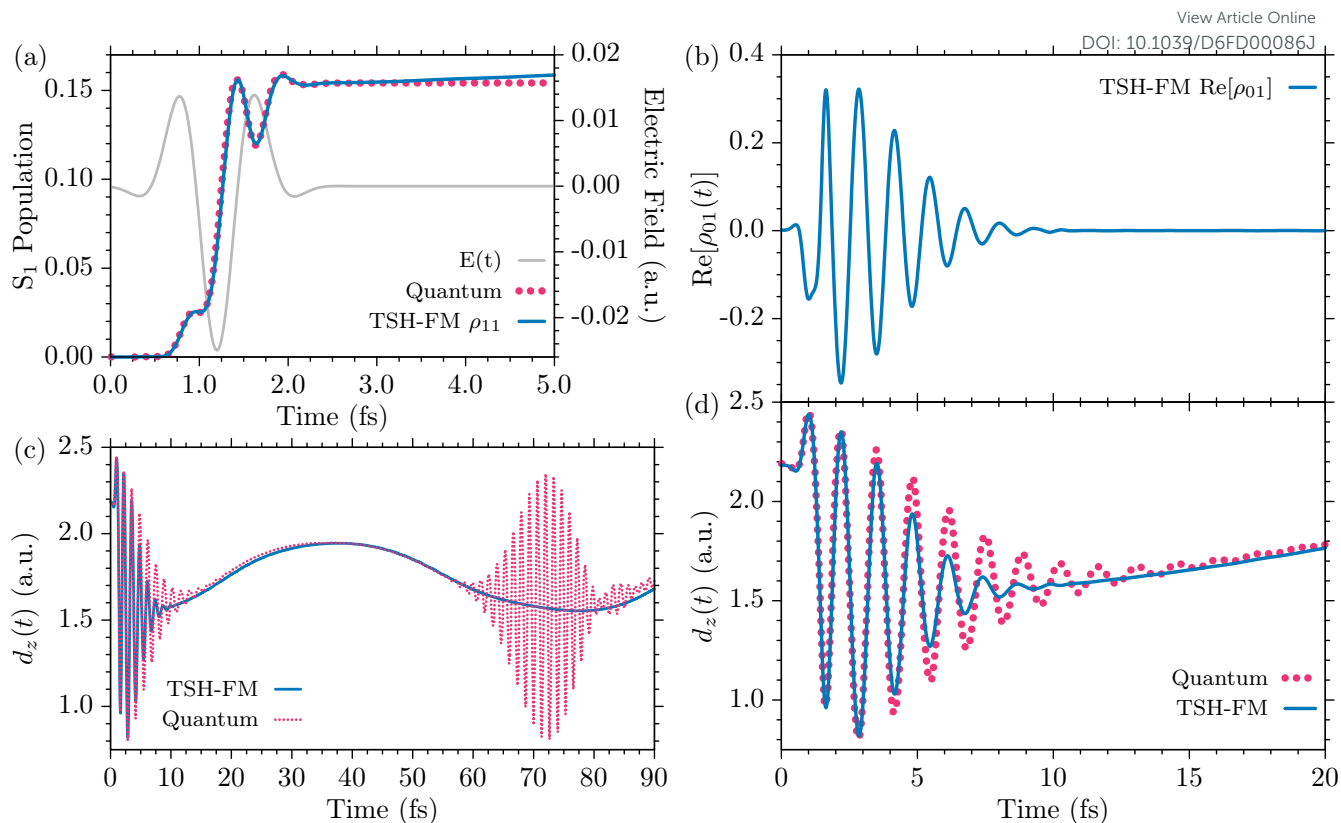 View Article Online
DOI: 10.1039/D6FD00086J
(a)
S1 Population
0.15
0.10
0.05
0.00
0.02
0.01
0.00
-0.01
-0.02
Electric Field (a.u.)
E(t)
Quantum
TSH-FM ρ11
0.0 1.0 2.0 3.0 4.0 5.0
Time (fs)
(b)
Re[ρ01(t)]
0.4
0.2
0.0
-0.2
TSH-FM Re[ρ01]
(c)
dz(t) (a.u.)
2.5
2.0
1.5
1.0
TSH-FM
Quantum
0 10 20 30 40 50 60 70 80 90
Time (fs)
(d)
dz(t) (a.u.)
2.5
2.0
1.5
1.0
Quantum
TSH-FM
0 5 10 15 20
Time (fs)